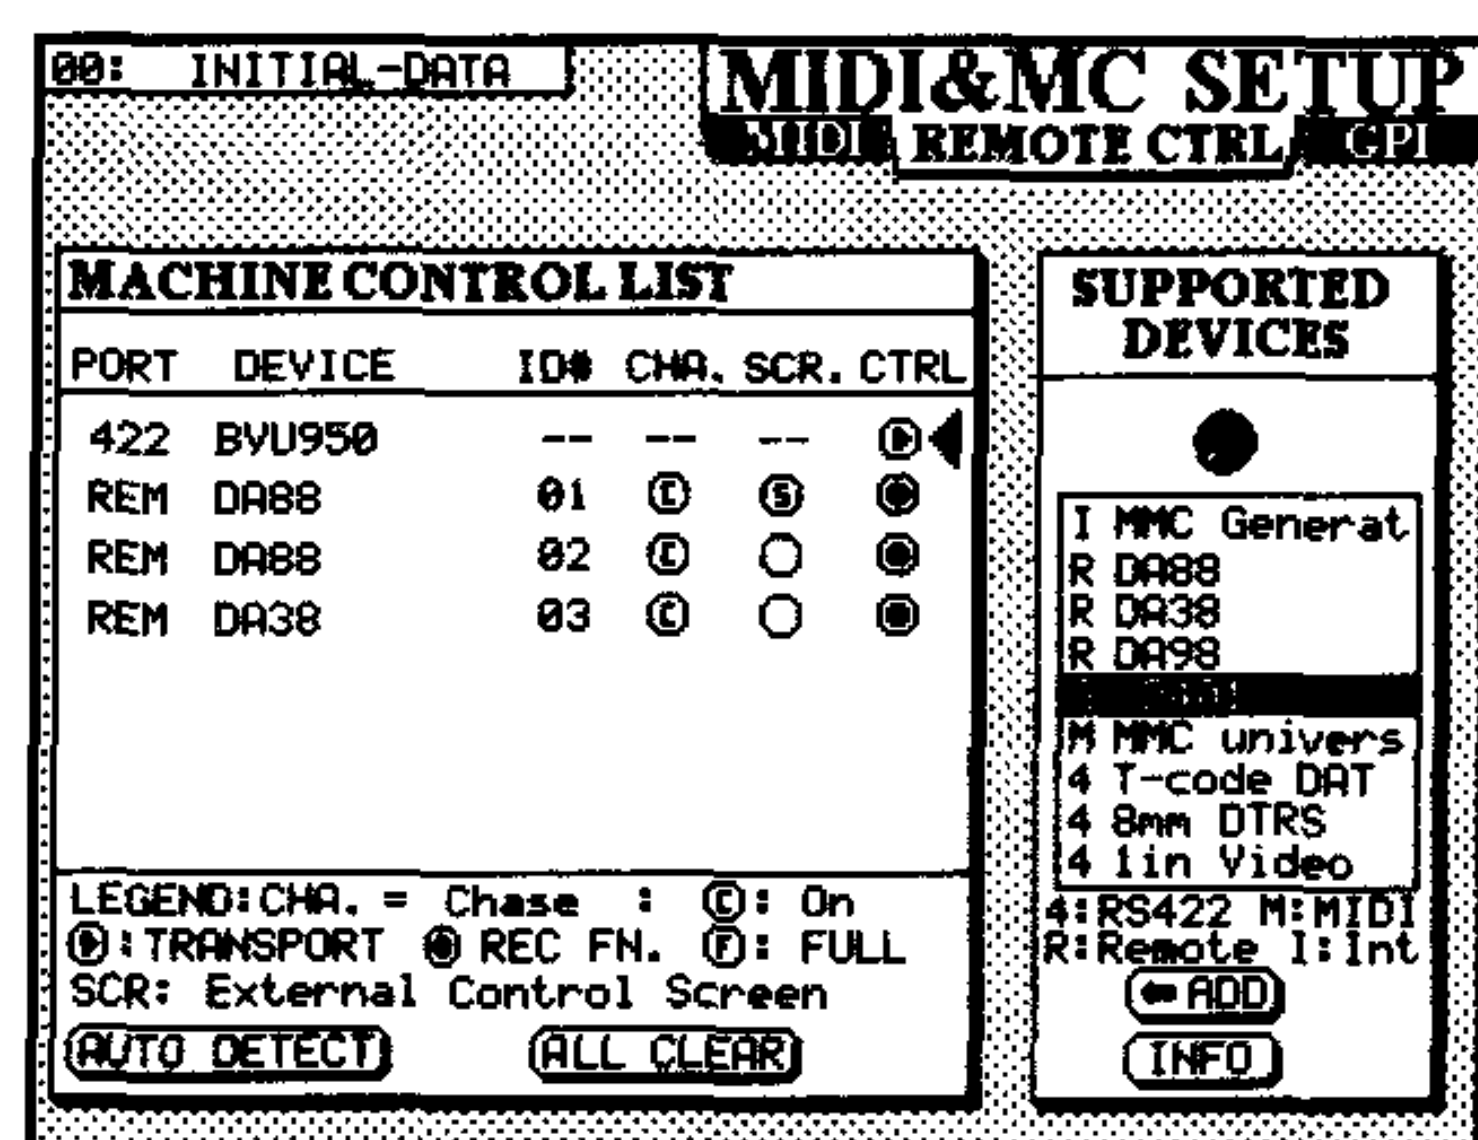 00: INITIAL-DATA
MIDI&MC SETUP
MIDI REMOTE CTRL GPI
MACHINE CONTROL LIST
PORT DEVICE ID# CHA. SCR. CTRL
422 BVU950 -- -- --
REM DA88 01 C S
REM DA88 02 C
REM DA38 03 C
LEGEND:CHA. = Chase : C: On
:TRANSPORT REC FN. F: FULL
SCR: External Control Screen
AUTO DETECT ALL CLEAR
SUPPORTED
DEVICES
I MMC Generat
R DA88
R DA38
R DA98
M MMC univers
4 T-code DAT
4 8mm DTRS
4 1in Video
4:RS422 M:MIDI
R:Remote I:Int
ADD
INFO